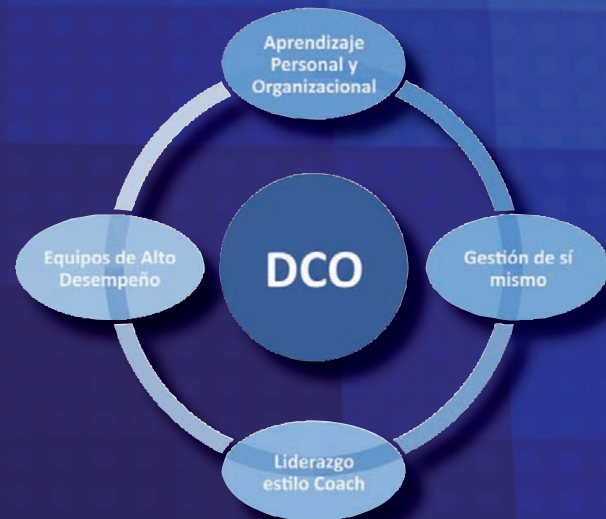 Aprendizaje
Personal y
Organizacional
Equipos de Alto
Desempeño
DCO
Gestión de sí
mismo
Liderazgo
estilo Coach